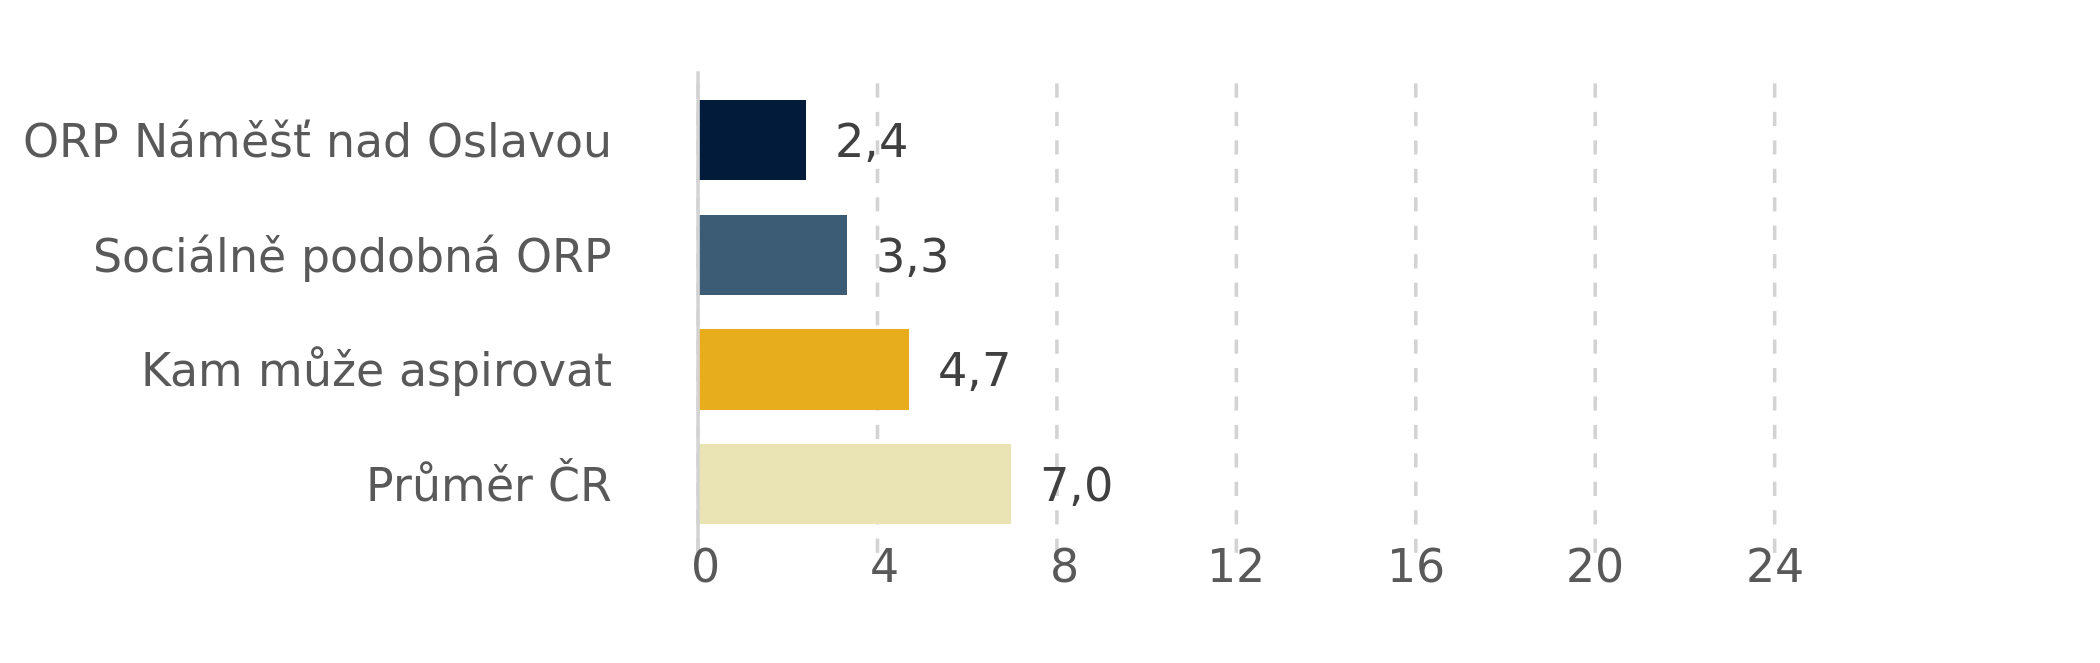 ORP Náměšť nad Oslavou 2,4
Sociálně podobná ORP 3,3
Kam může aspirovat 4,7
Průměr ČR 7,0
0 4 8 12 16 20 24